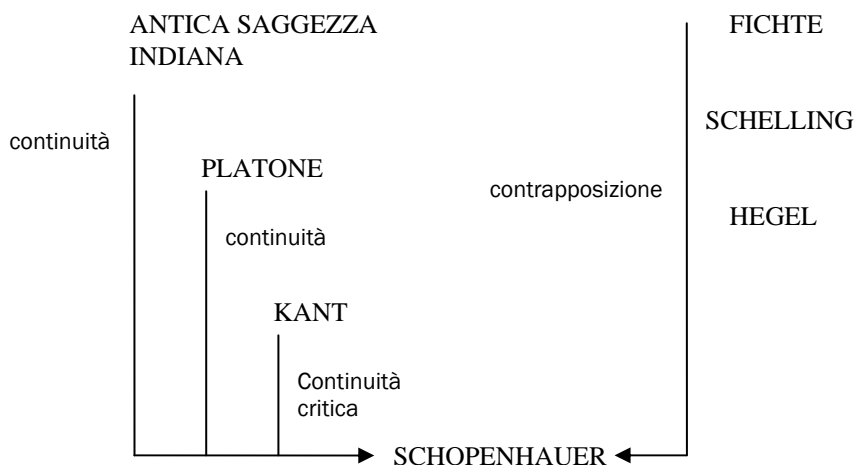 ANTICA SAGGEZZA
INDIANA
FICHTE
continuità
SCHELLING
PLATONE
contrapposizione
continuità
HEGEL
KANT
Continuità
critica
SCHOPENHAUER